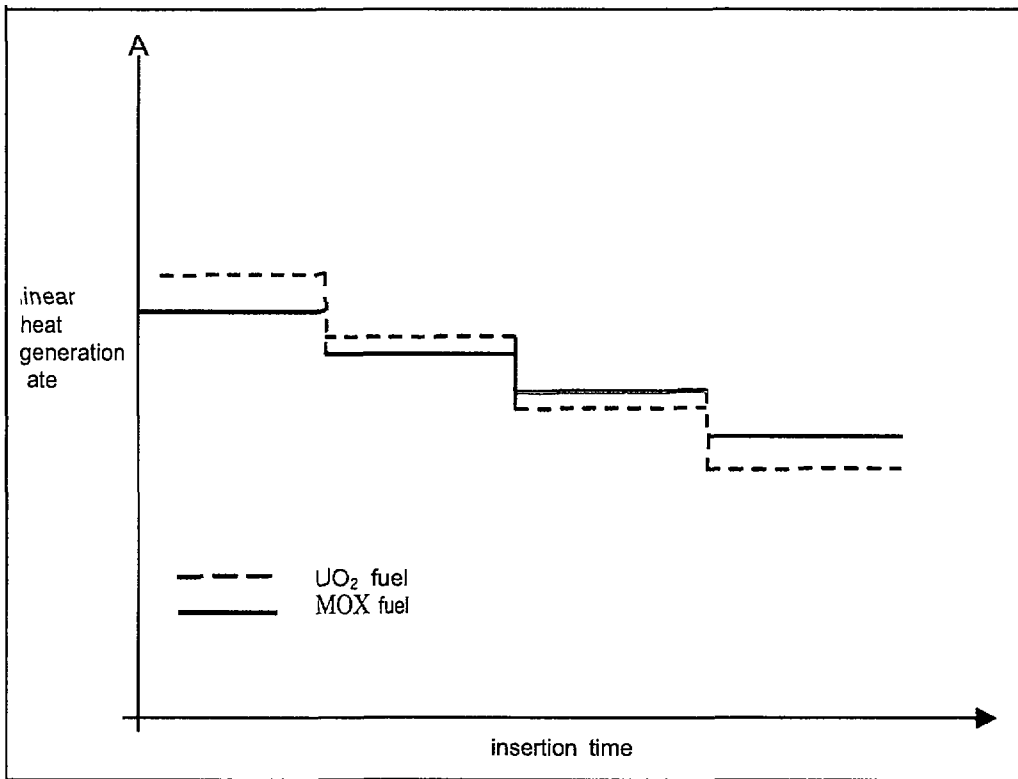 A
.inear
heat
generation
ate
UO₂ fuel
MOX fuel
insertion time